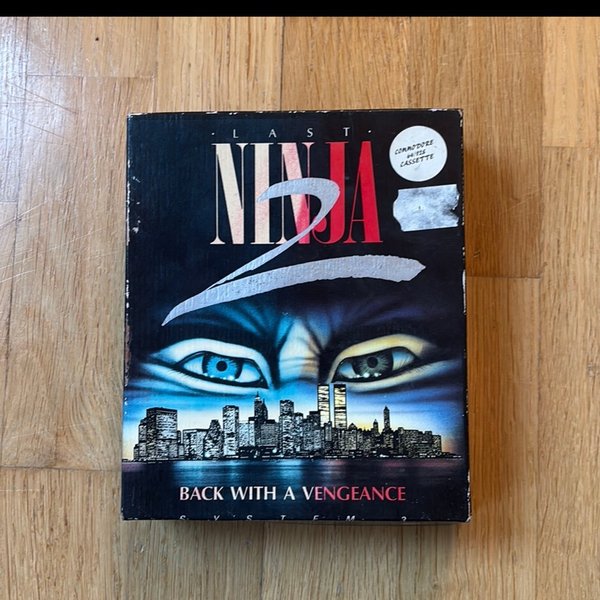 · LAST ·
NINJA
2
COMMODORE
64/128
CASSETTE
BACK WITH A VENGEANCE
SYSTEM 3